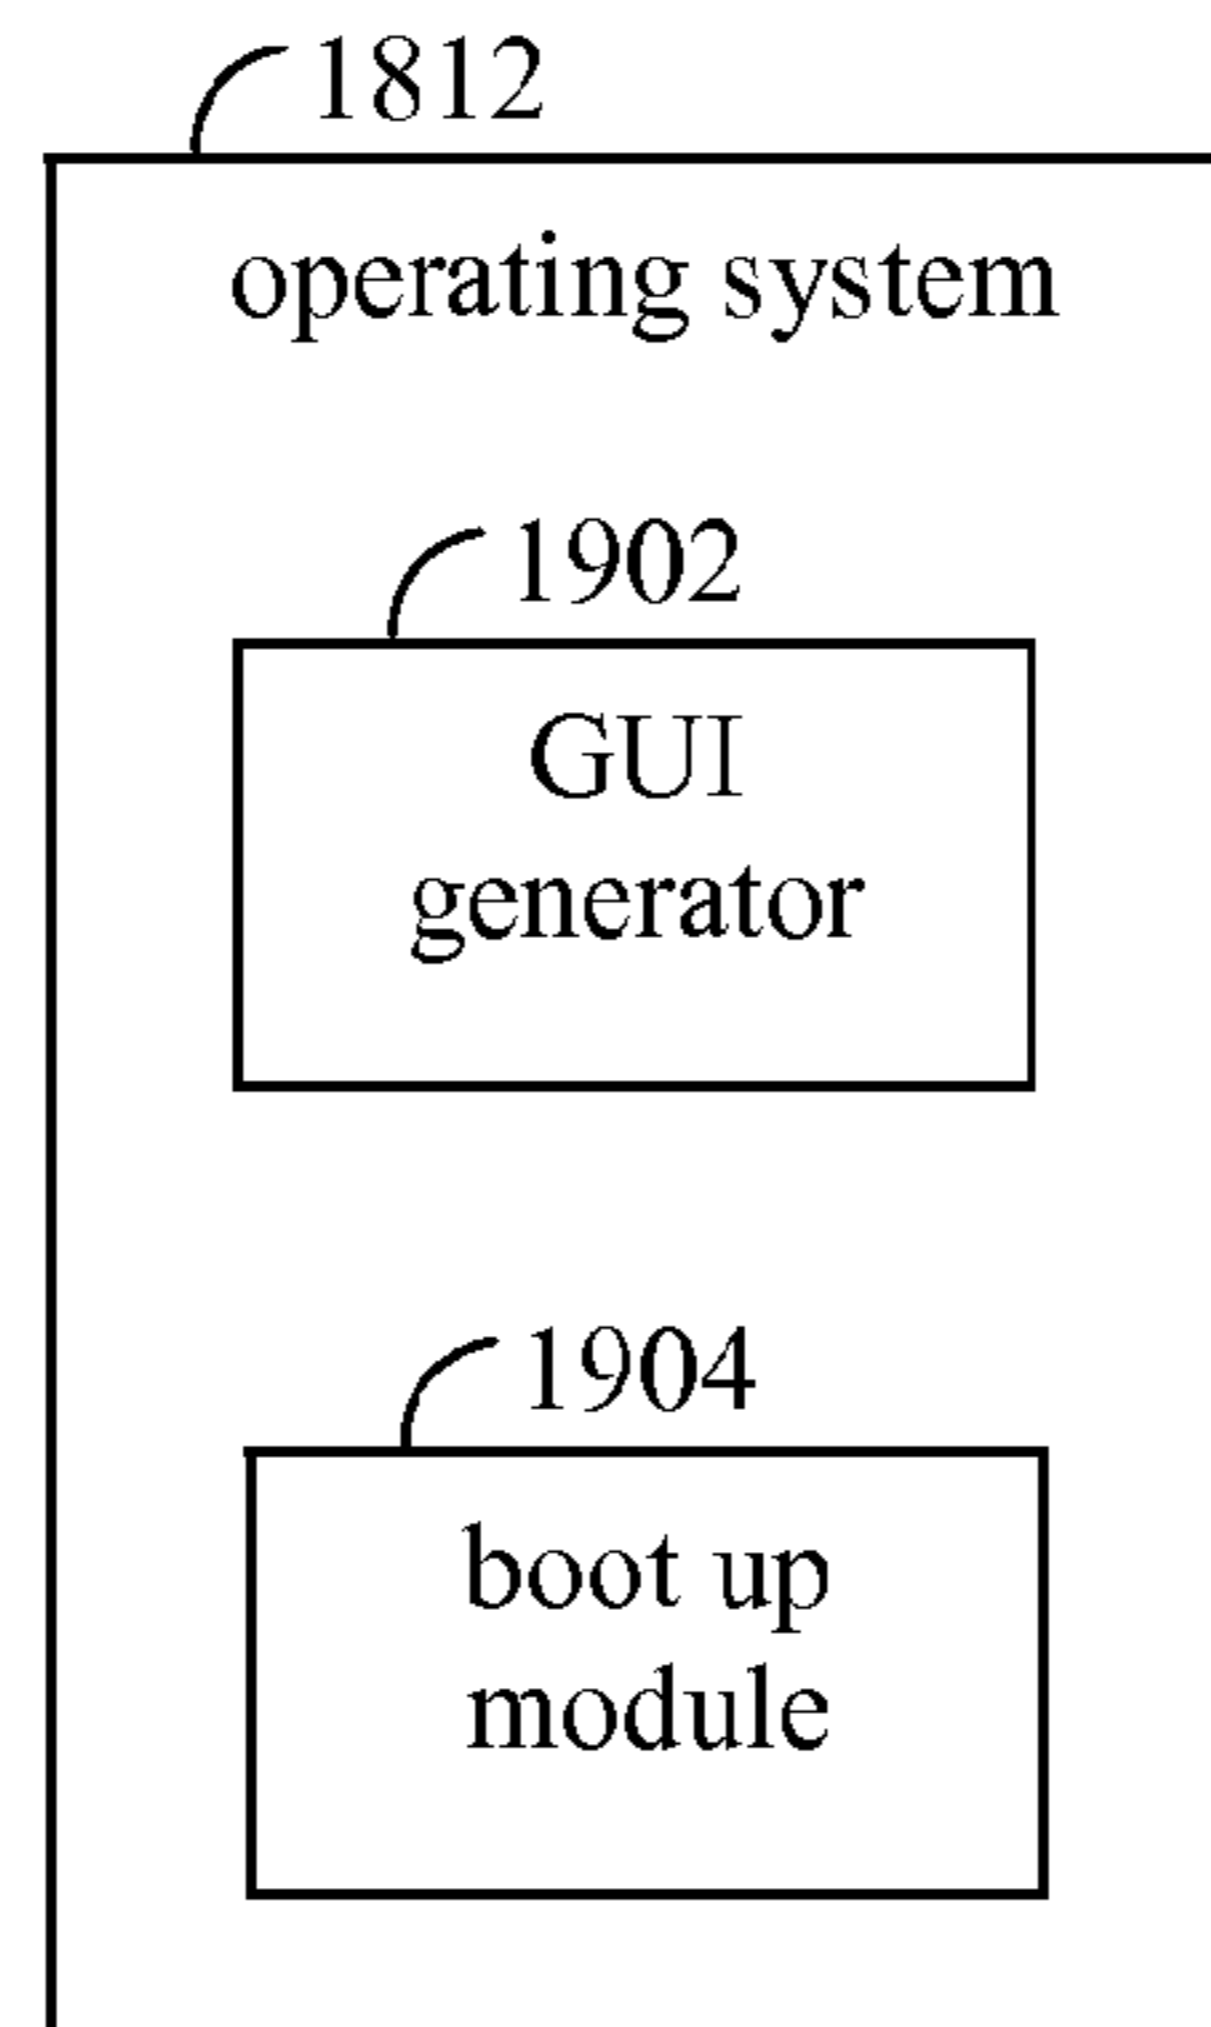 1812
operating system
1902
GUI
generator
1904
boot up
module